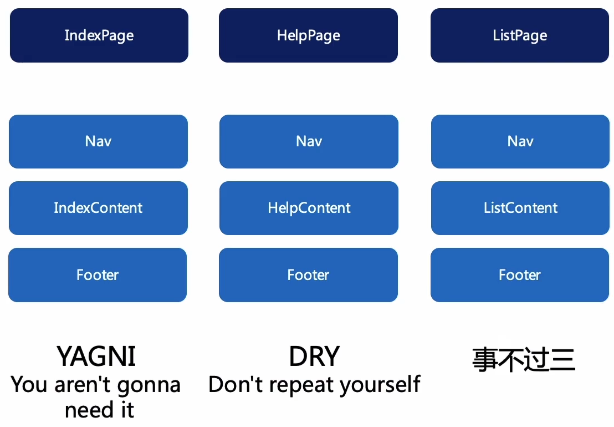 IndexPage HelpPage ListPage
Nav Nav Nav
IndexContent HelpContent ListContent
Footer Footer Footer
YAGNI DRY 事不过三
You aren't gonna Don't repeat yourself
need it